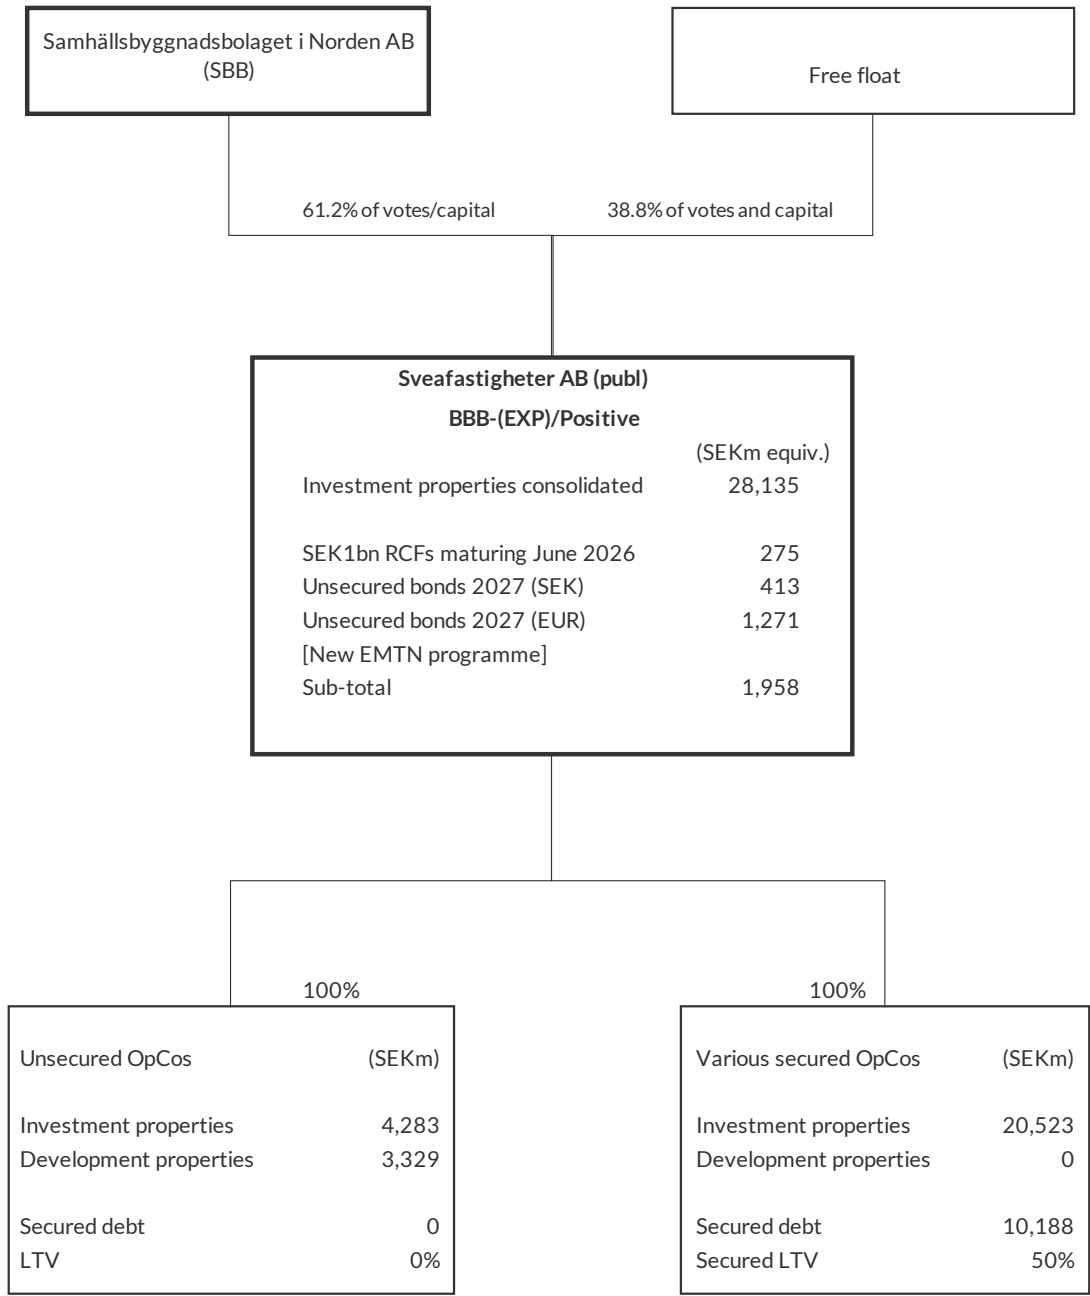 Samhällsbyggnadsbolaget i Norden AB
(SBB)
Free float
61.2% of votes/capital
38.8% of votes and capital
Sveafastigheter AB (publ)
BBB-(EXP)/Positive
(SEKm equiv.)
Investment properties consolidated 28,135
SEK1bn RCFs maturing June 2026 275
Unsecured bonds 2027 (SEK) 413
Unsecured bonds 2027 (EUR) 1,271
[New EMTN programme]
Sub-total 1,958
100%
100%
Unsecured OpCos (SEKm)
Investment properties 4,283
Development properties 3,329
Secured debt 0
LTV 0%
Various secured OpCos (SEKm)
Investment properties 20,523
Development properties 0
Secured debt 10,188
Secured LTV 50%